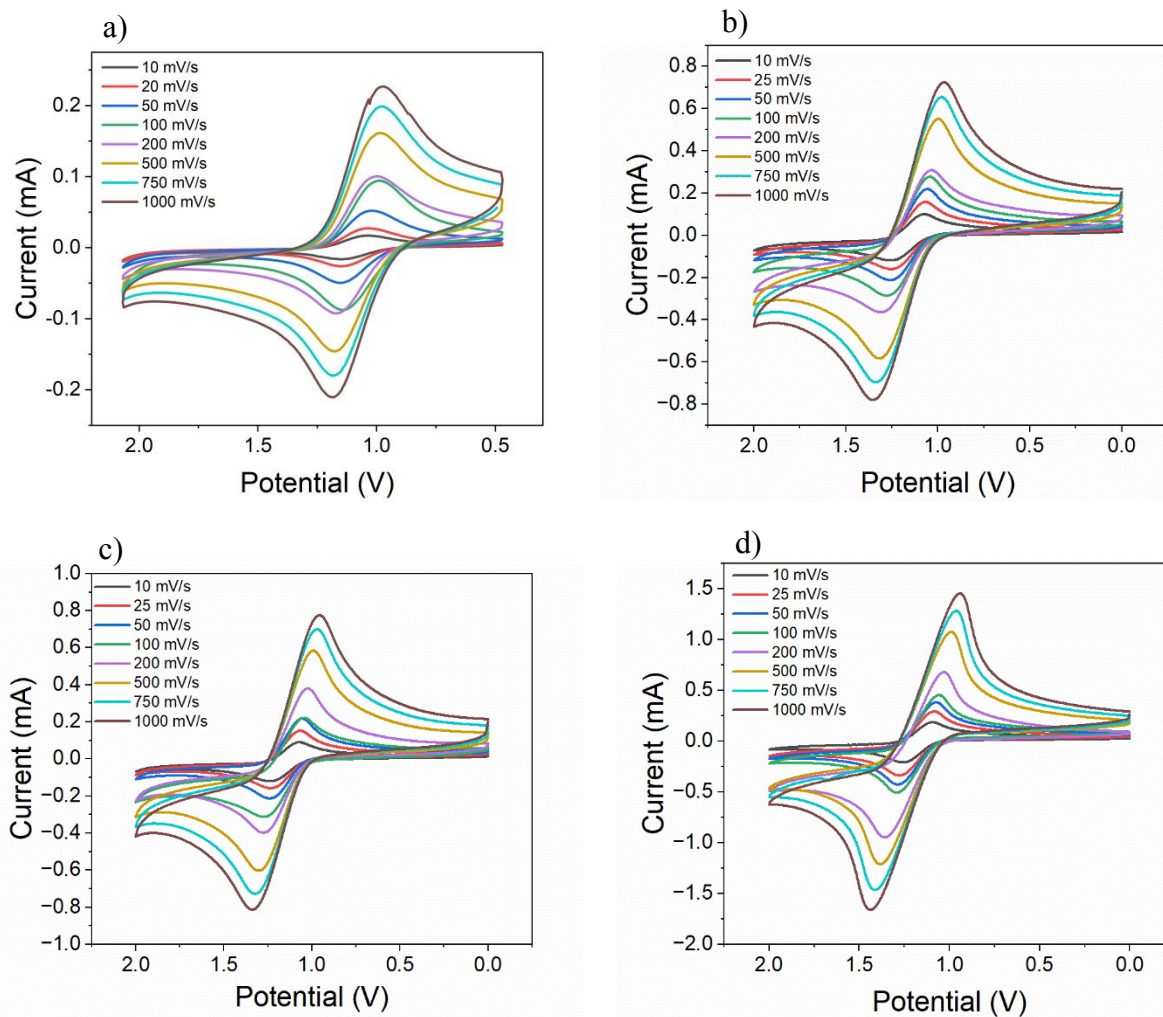 a)
10 mV/s
20 mV/s
50 mV/s
100 mV/s
200 mV/s
500 mV/s
750 mV/s
1000 mV/s
0.2
0.1
0.0
-0.1
-0.2
Current (mA)
2.0 1.5 1.0 0.5
Potential (V)
b)
10 mV/s
25 mV/s
50 mV/s
100 mV/s
200 mV/s
500 mV/s
750 mV/s
1000 mV/s
0.8
0.6
0.4
0.2
0.0
−0.2
−0.4
−0.6
−0.8
Current (mA)
2.0 1.5 1.0 0.5 0.0
Potential (V)
c)
10 mV/s
25 mV/s
50 mV/s
100 mV/s
200 mV/s
500 mV/s
750 mV/s
1000 mV/s
1.0
0.8
0.6
0.4
0.2
0.0
−0.2
−0.4
−0.6
−0.8
−1.0
Current (mA)
2.0 1.5 1.0 0.5 0.0
Potential (V)
d)
10 mV/s
25 mV/s
50 mV/s
100 mV/s
200 mV/s
500 mV/s
750 mV/s
1000 mV/s
1.5
1.0
0.5
0.0
−0.5
−1.0
−1.5
−2.0
Current (mA)
2.0 1.5 1.0 0.5 0.0
Potential (V)